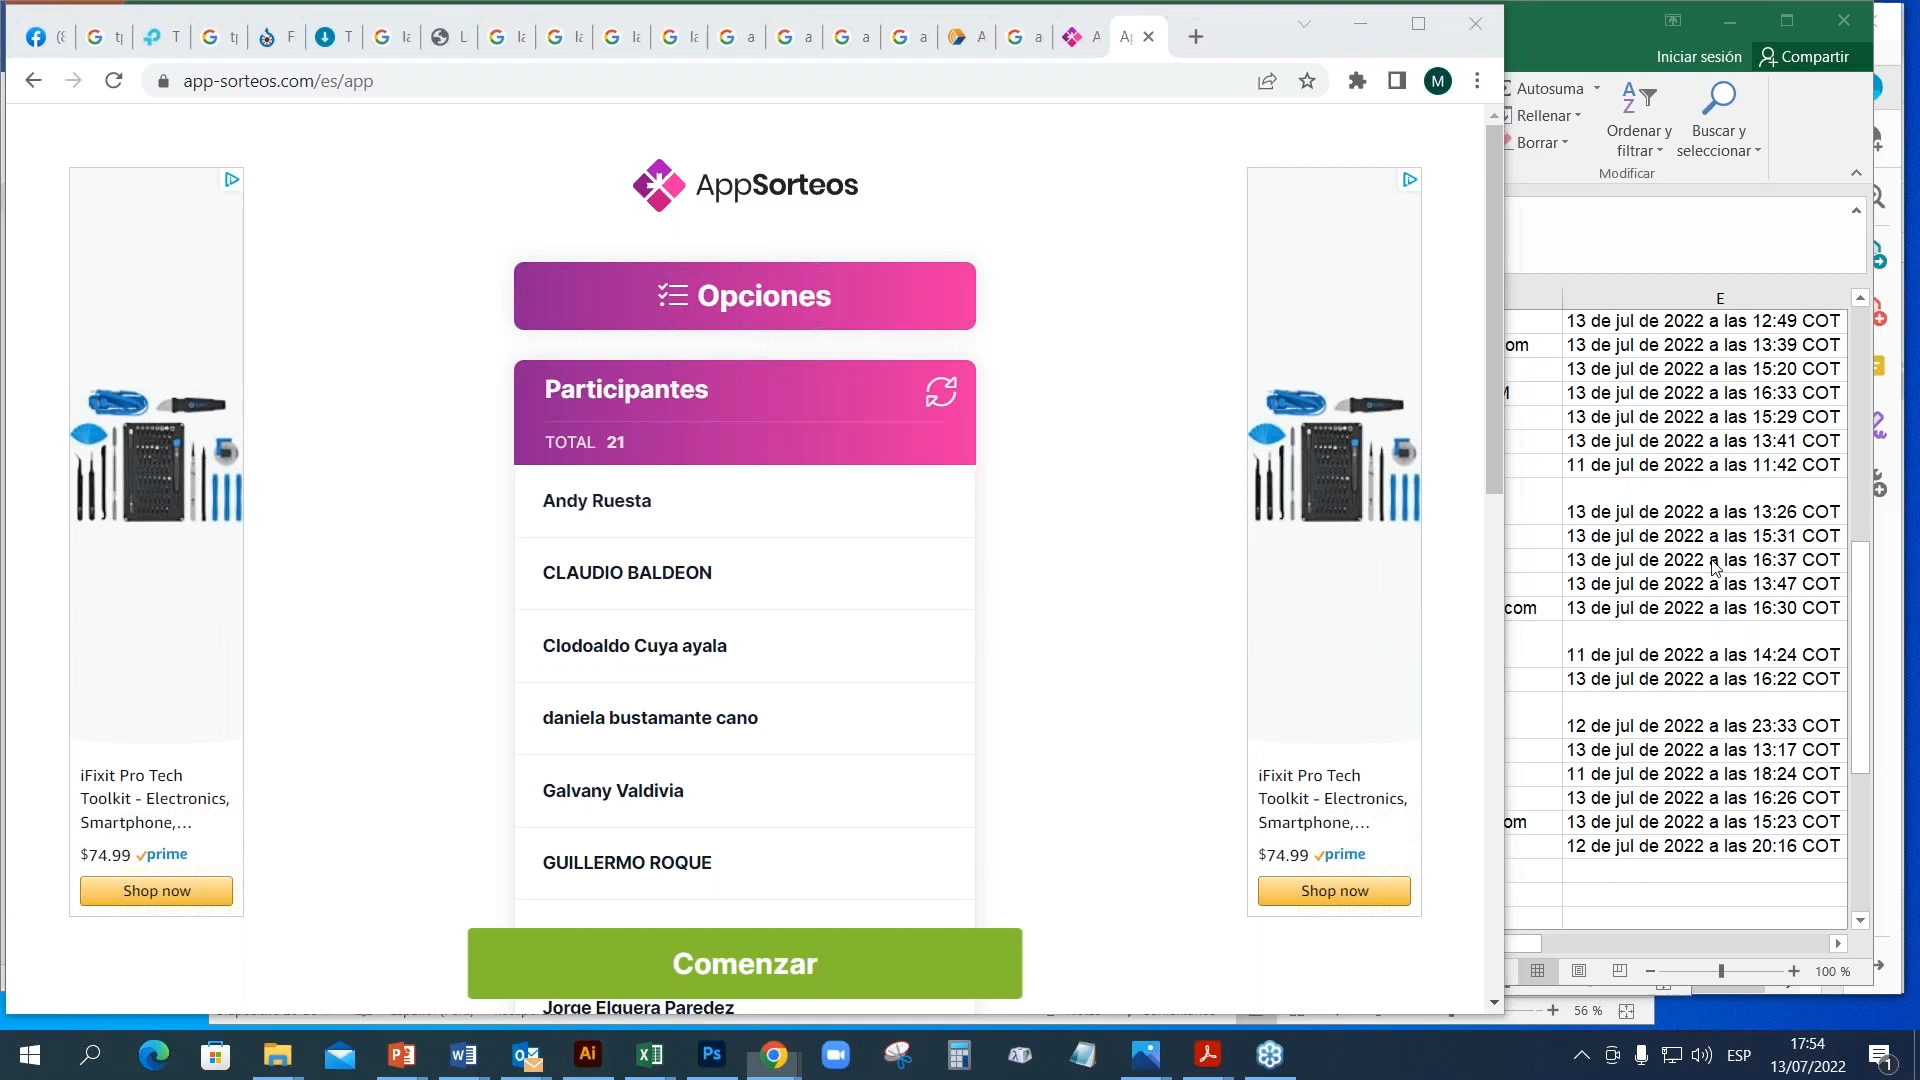 app-sorteos.com/es/app
M
AppSorteos
Opciones
Participantes
TOTAL 21
Andy Ruesta
CLAUDIO BALDEON
Clodoaldo Cuya ayala
daniela bustamante cano
Galvany Valdivia
GUILLERMO ROQUE
Comenzar
Jorge Elguera Paredez
iFixit Pro Tech
Toolkit - Electronics,
Smartphone,...
$74.99 prime
Shop now
iFixit Pro Tech
Toolkit - Electronics,
Smartphone,...
$74.99 prime
Shop now
Iniciar sesión
Compartir
Autosuma
Rellenar
Borrar
Ordenar y
filtrar
Buscar y
seleccionar
Modificar
E
13 de jul de 2022 a las 12:49 COT
om 13 de jul de 2022 a las 13:39 COT
13 de jul de 2022 a las 15:20 COT
13 de jul de 2022 a las 16:33 COT
13 de jul de 2022 a las 15:29 COT
13 de jul de 2022 a las 13:41 COT
11 de jul de 2022 a las 11:42 COT
13 de jul de 2022 a las 13:26 COT
13 de jul de 2022 a las 15:31 COT
13 de jul de 2022 a las 16:37 COT
13 de jul de 2022 a las 13:47 COT
com 13 de jul de 2022 a las 16:30 COT
11 de jul de 2022 a las 14:24 COT
13 de jul de 2022 a las 16:22 COT
12 de jul de 2022 a las 23:33 COT
13 de jul de 2022 a las 13:17 COT
11 de jul de 2022 a las 18:24 COT
13 de jul de 2022 a las 16:26 COT
om 13 de jul de 2022 a las 15:23 COT
12 de jul de 2022 a las 20:16 COT
100 %
56 %
ESP
17:54
13/07/2022
1